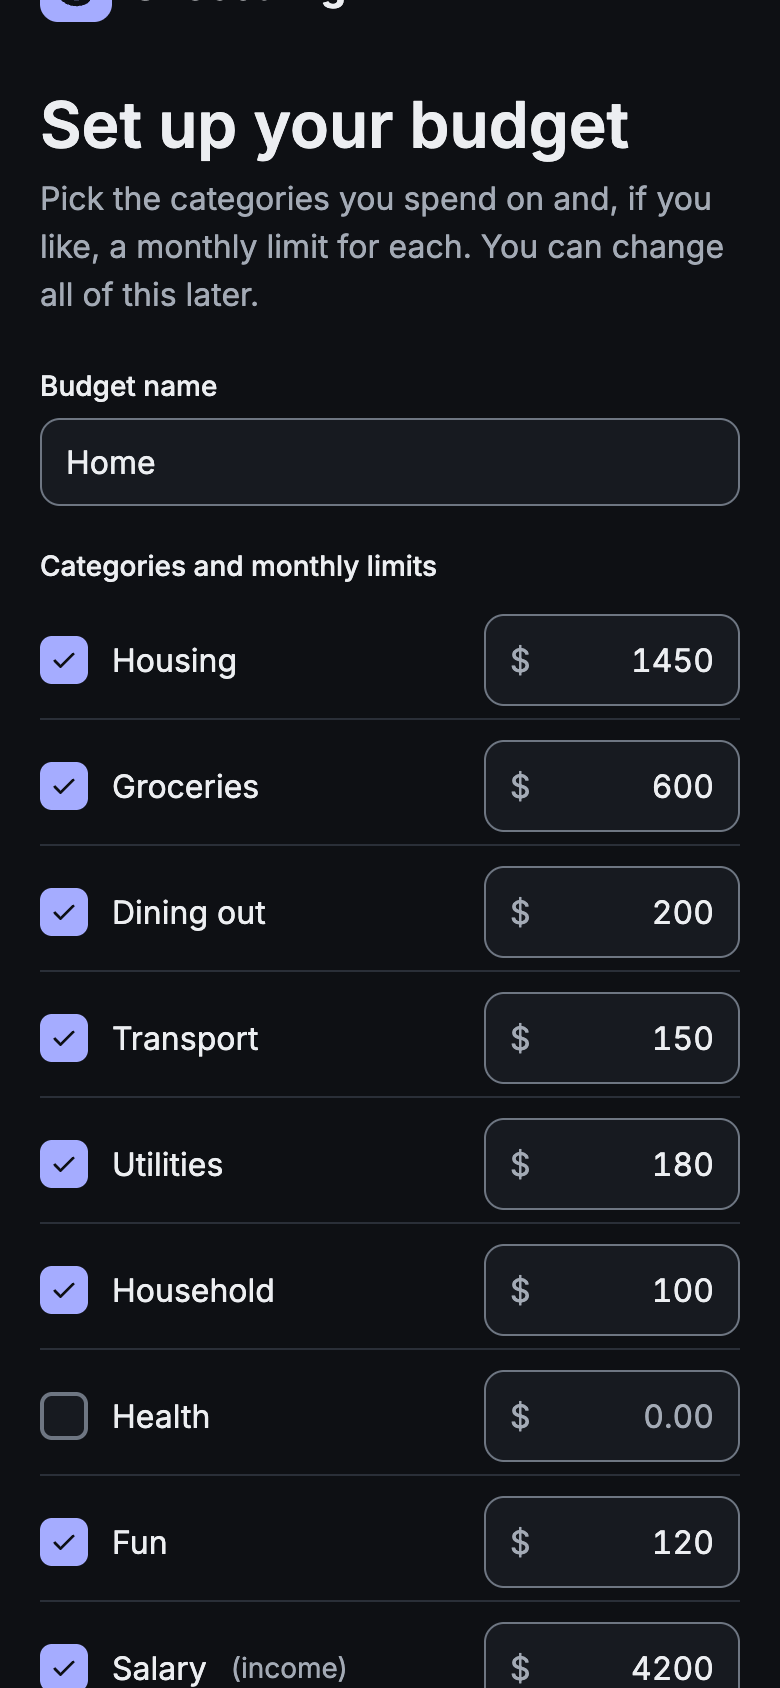 Set up your budget
Pick the categories you spend on and, if you
like, a monthly limit for each. You can change
all of this later.
Budget name
Home
Categories and monthly limits
Housing $ 1450
Groceries $ 600
Dining out $ 200
Transport $ 150
Utilities $ 180
Household $ 100
Health $ 0.00
Fun $ 120
Salary (income) $ 4200